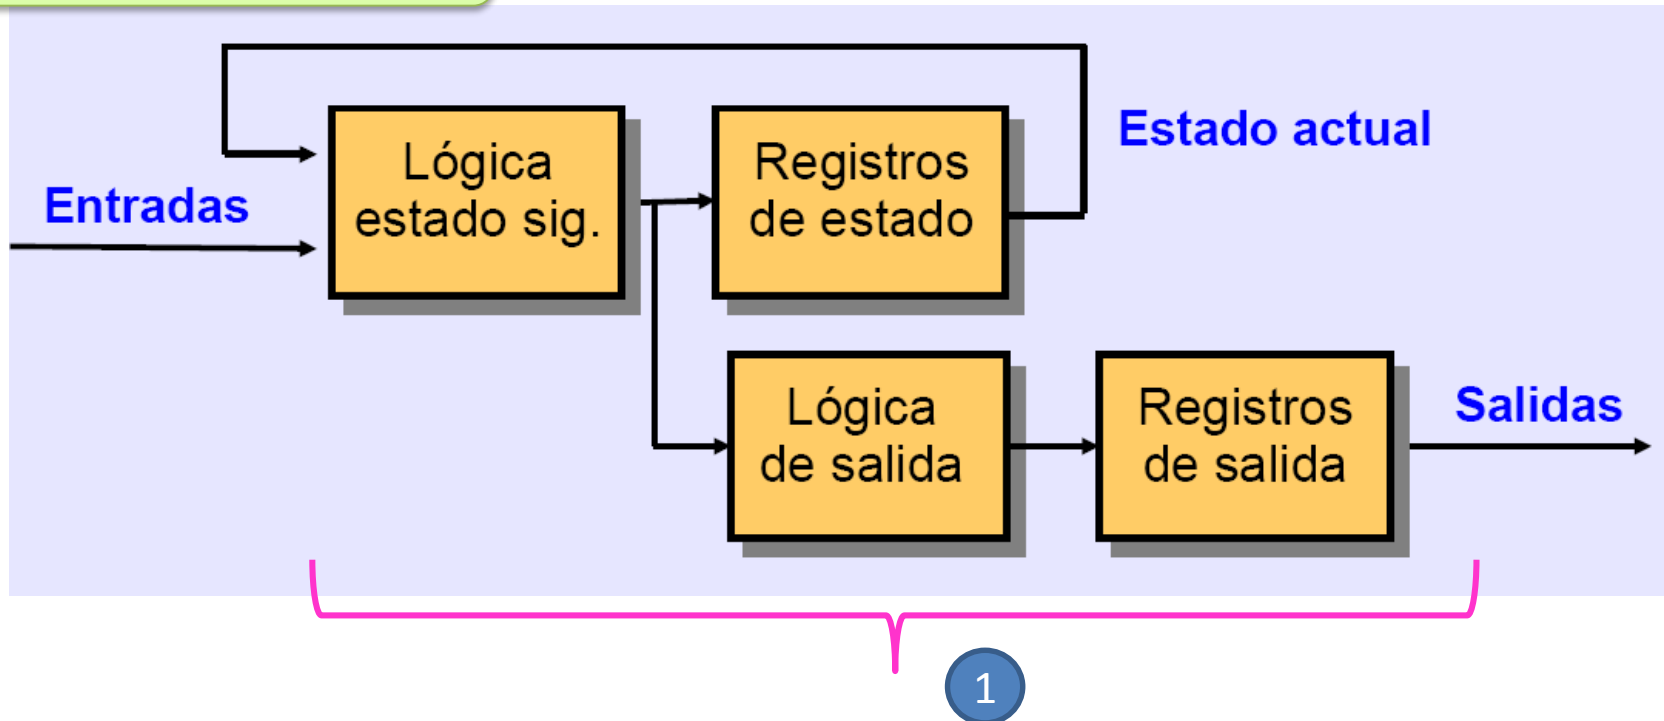 Lógica
estado sig.
Registros
de estado
Estado actual
Entradas
Lógica
de salida
Registros
de salida
Salidas
1